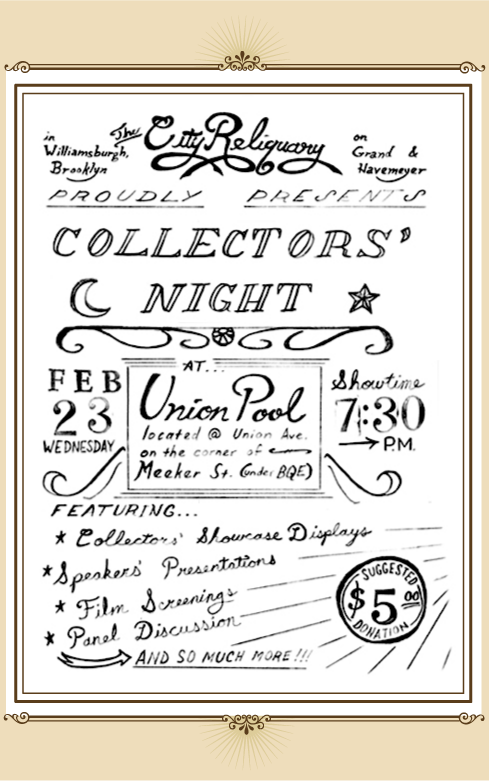 in Williamsburgh, Brooklyn
The City Reliquary
on Grand & Havemeyer
PROUDLY PRESENTS
COLLECTORS'
NIGHT
FEB
23
WEDNESDAY
AT...
Union Pool
located @ Union Ave.
on the corner of
Meeker St. (under BQE)
Showtime
7:30
P.M.
FEATURING...
* Collectors' Showcase Displays
* Speakers' Presentations
* Film Screenings
* Panel Discussion
AND SO MUCH MORE!!!
SUGGESTED
$5.00
DONATION